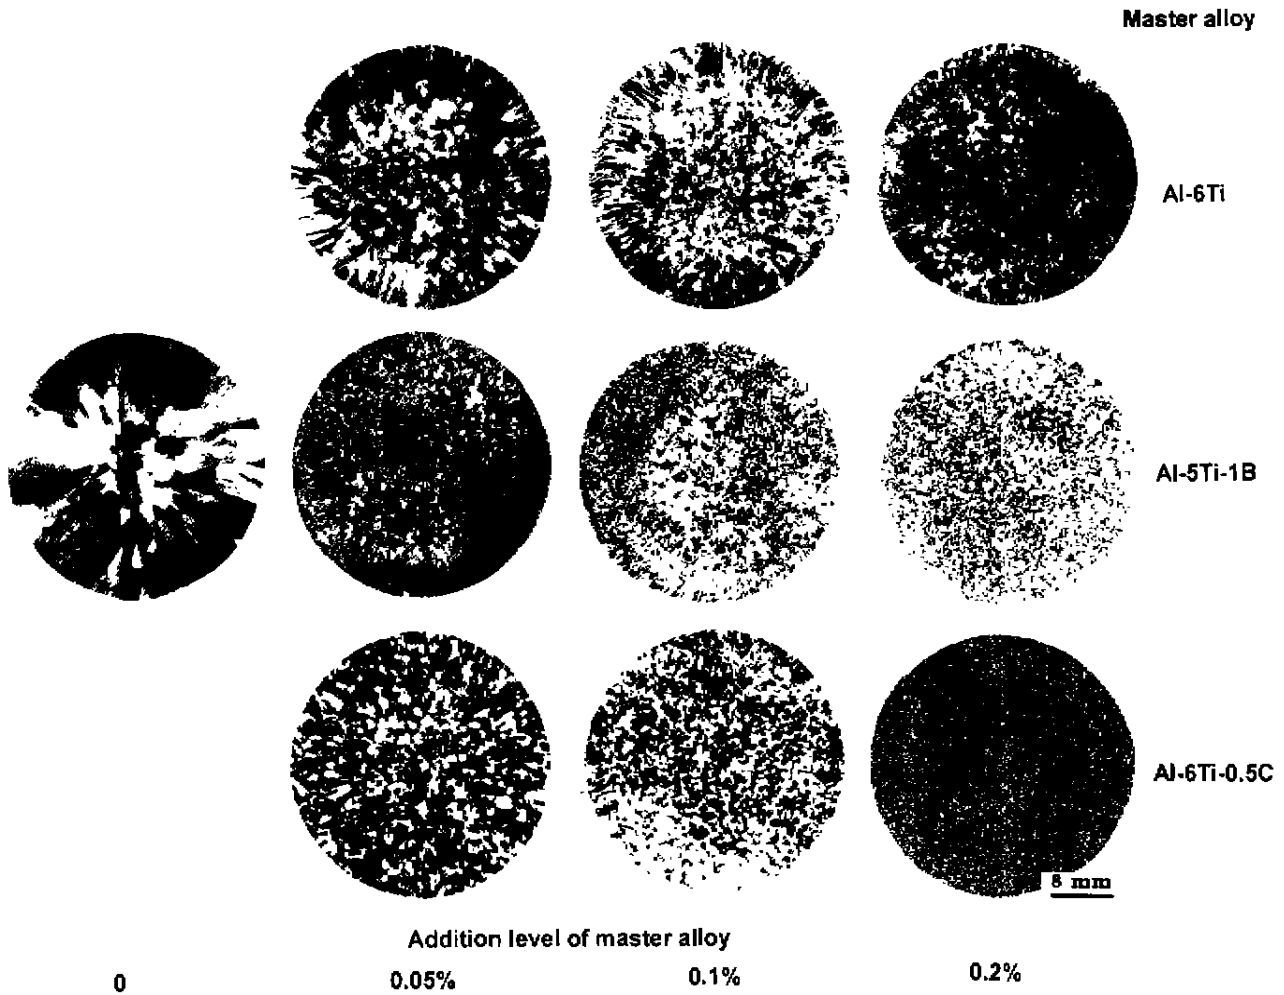 Master alloy
Al-6Ti
Al-5Ti-1B
Al-6Ti-0.5C
8 mm
Addition level of master alloy
0 0.05% 0.1% 0.2%